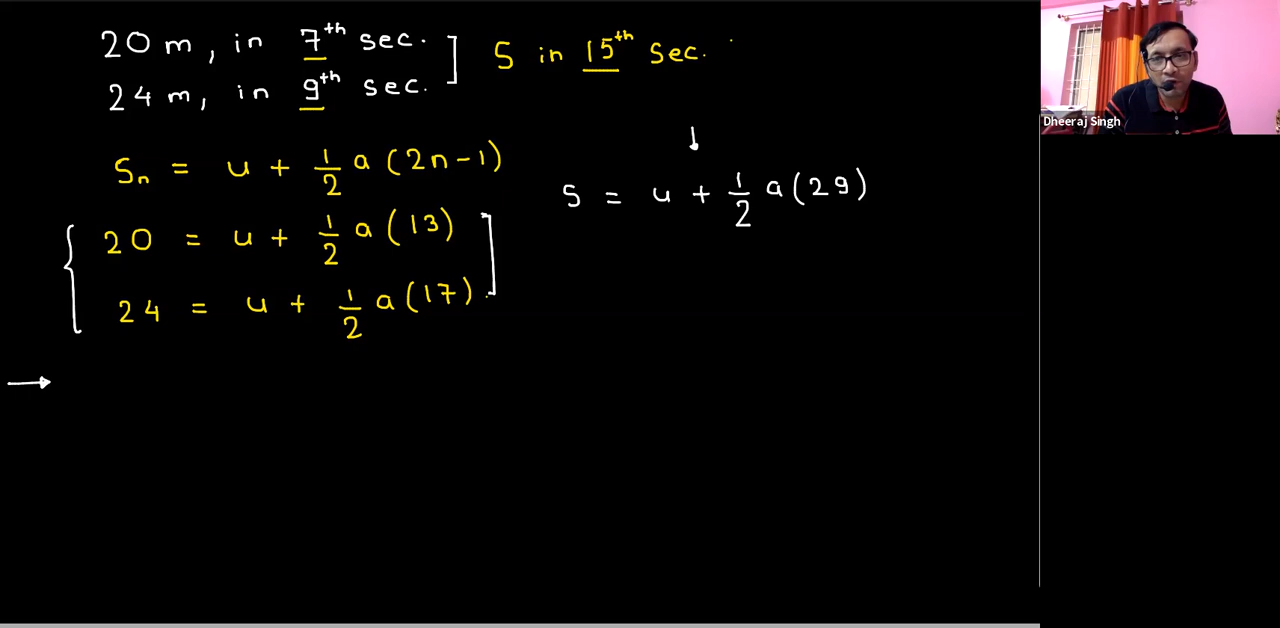 20 m, in 7th sec.
24 m, in 9th sec.
] S in 15th sec.
Sn = u + 1/2 a (2n-1)
20 = u + 1/2 a (13)
24 = u + 1/2 a (17)
S = u + 1/2 a (29)
Dheeraj Singh